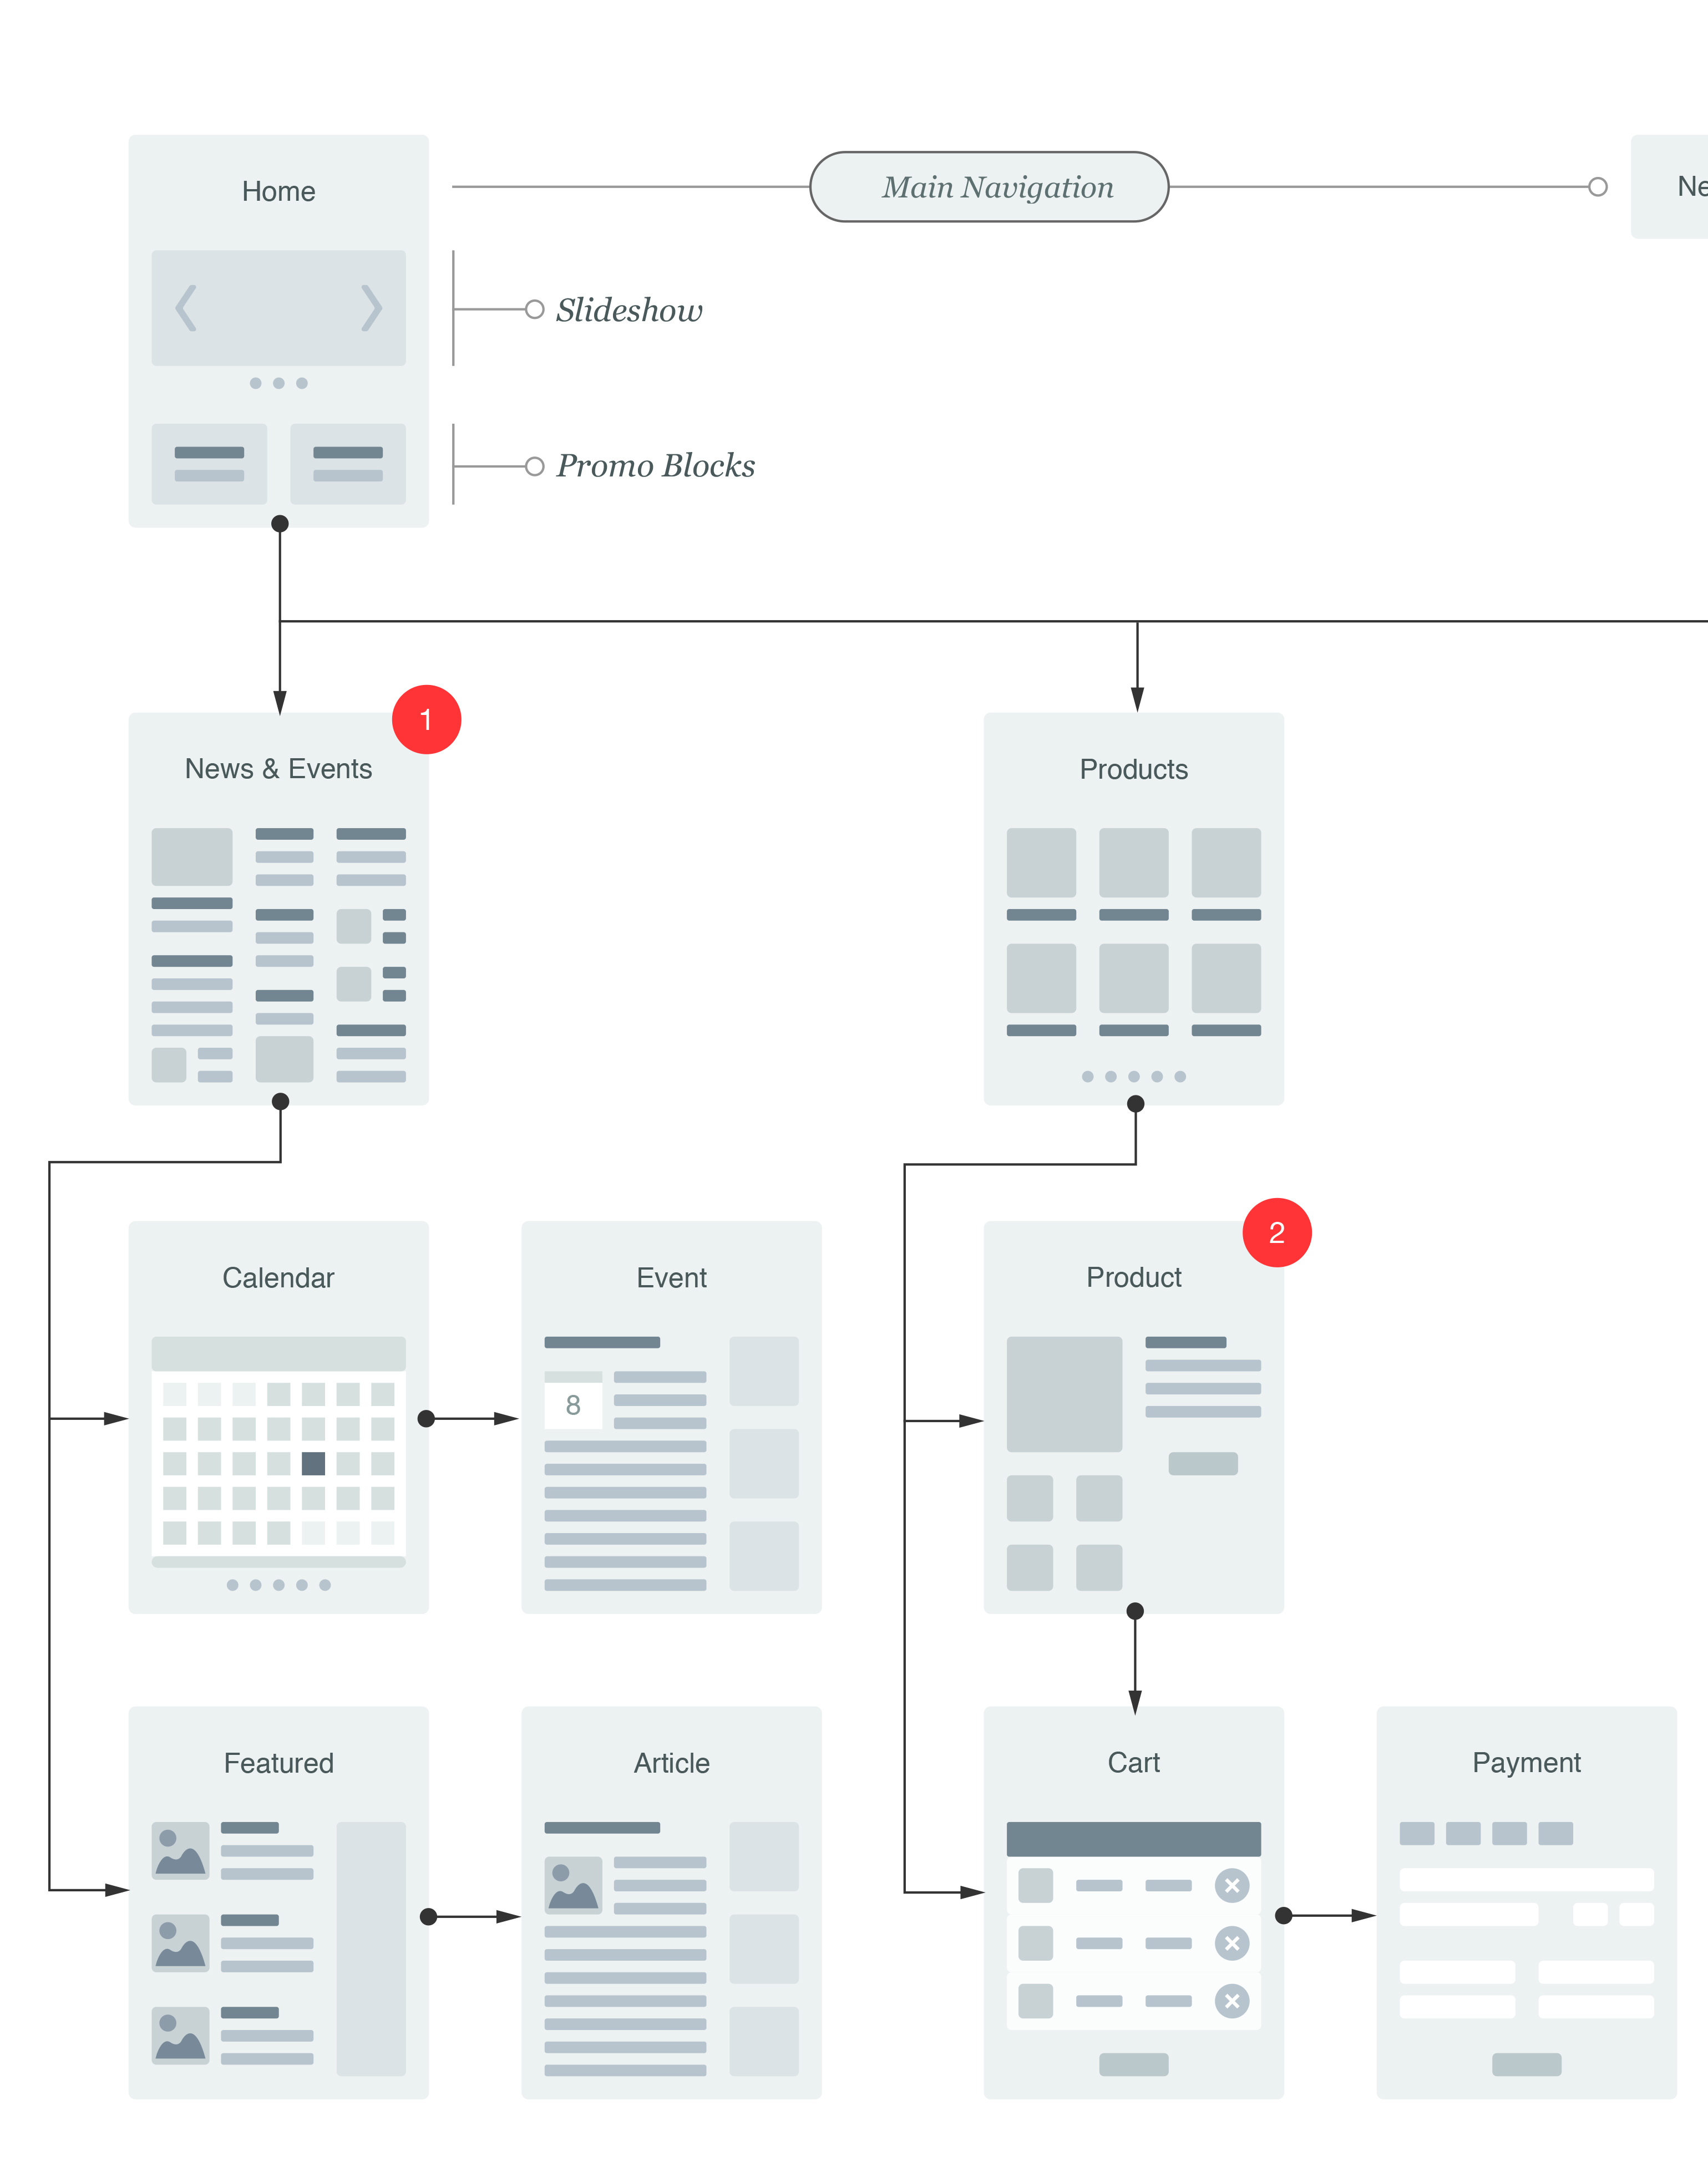 Home
Main Navigation
Ne
Slideshow
Promo Blocks
1
News & Events
Products
2
Calendar
Event
Product
8
Featured
Article
Cart
Payment